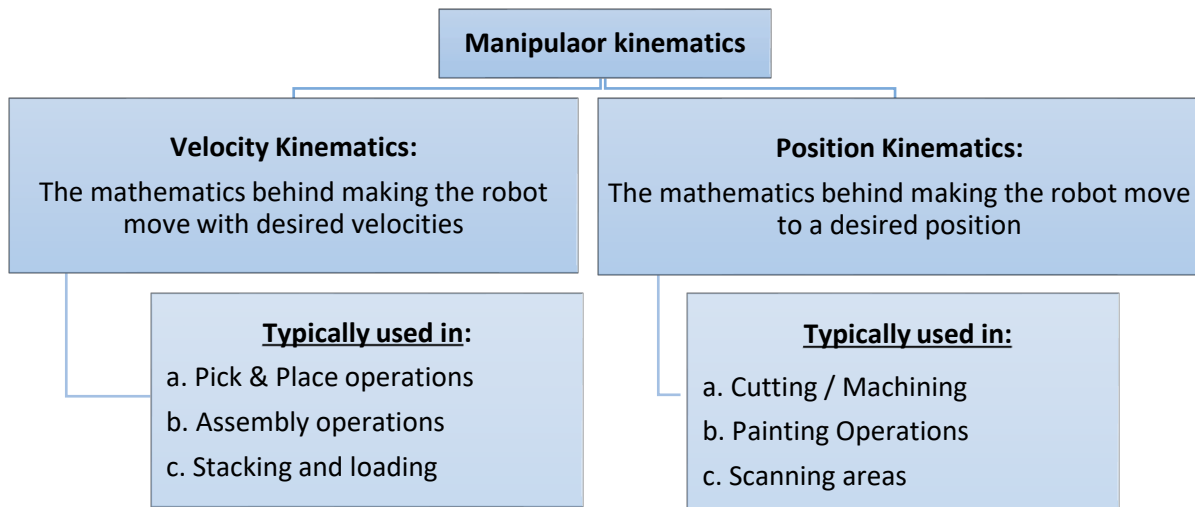 Manipulaor kinematics
Velocity Kinematics:
The mathematics behind making the robot
move with desired velocities
Typically used in:
a. Pick & Place operations
b. Assembly operations
c. Stacking and loading
Position Kinematics:
The mathematics behind making the robot move
to a desired position
Typically used in:
a. Cutting / Machining
b. Painting Operations
c. Scanning areas